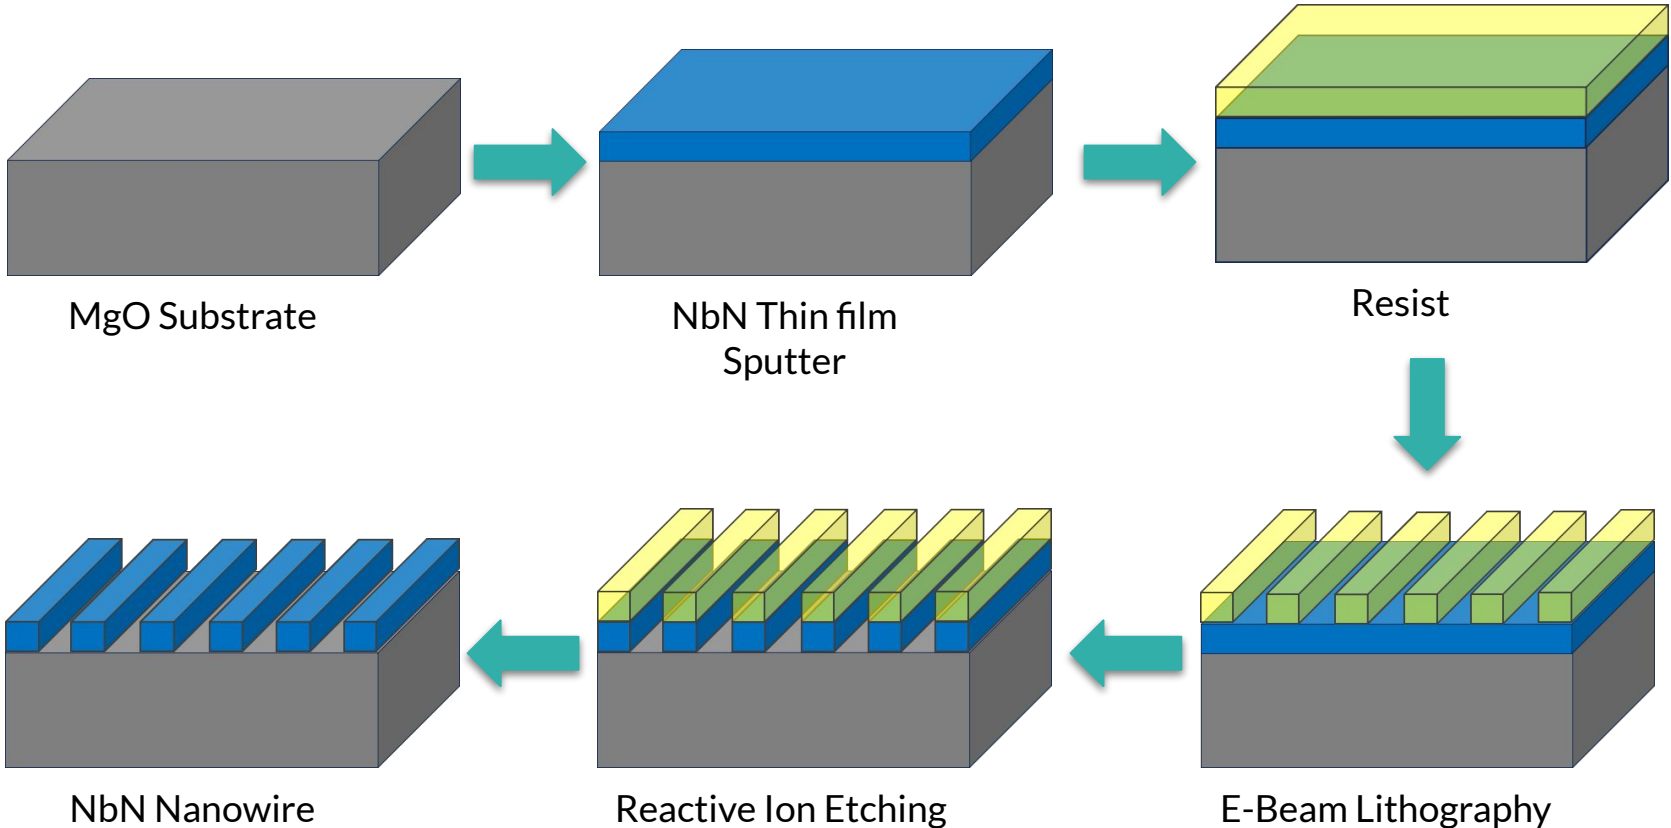 MgO Substrate
NbN Thin film
Sputter
Resist
E-Beam Lithography
Reactive Ion Etching
NbN Nanowire